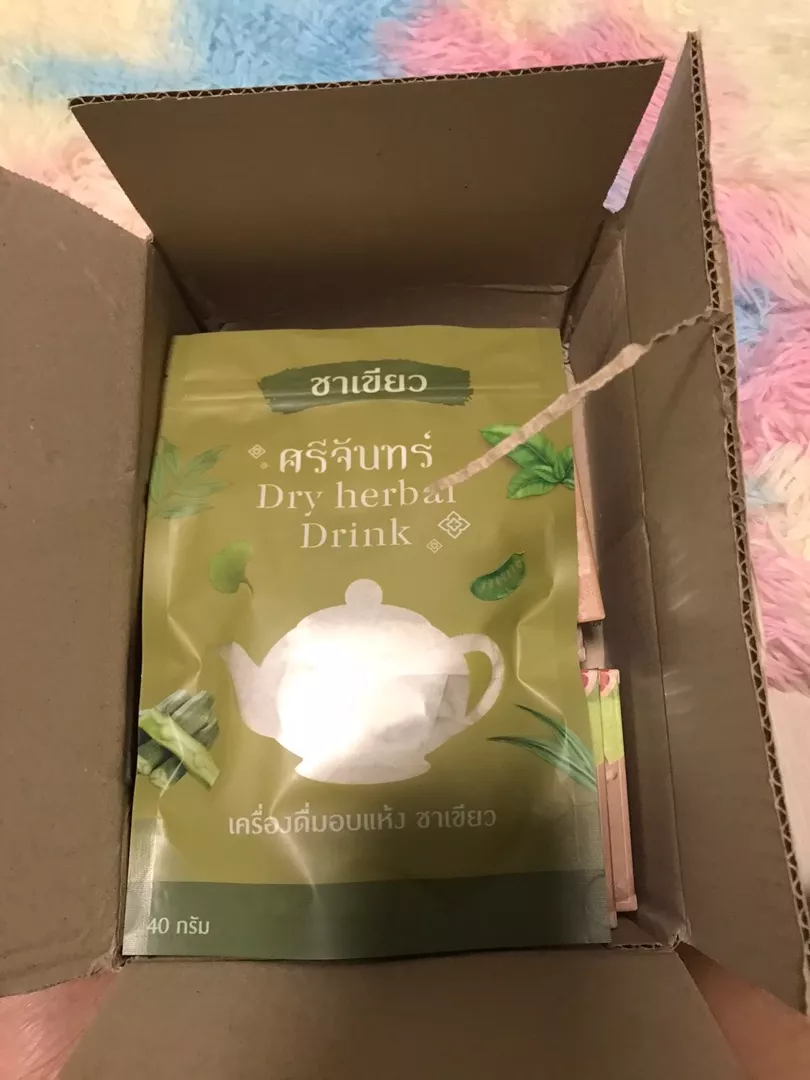 ชาเขียว
ศรีจันทร์
Dry herbal
Drink
เครื่องดื่มอบแห้ง ชาเขียว
40 กรัม